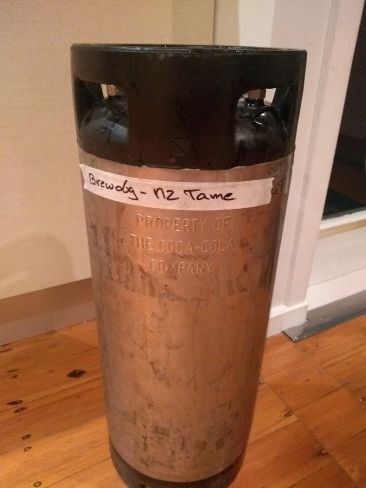 Brewdog - NZ Tame
PROPERTY OF
THE COCA-COLA
COMPANY